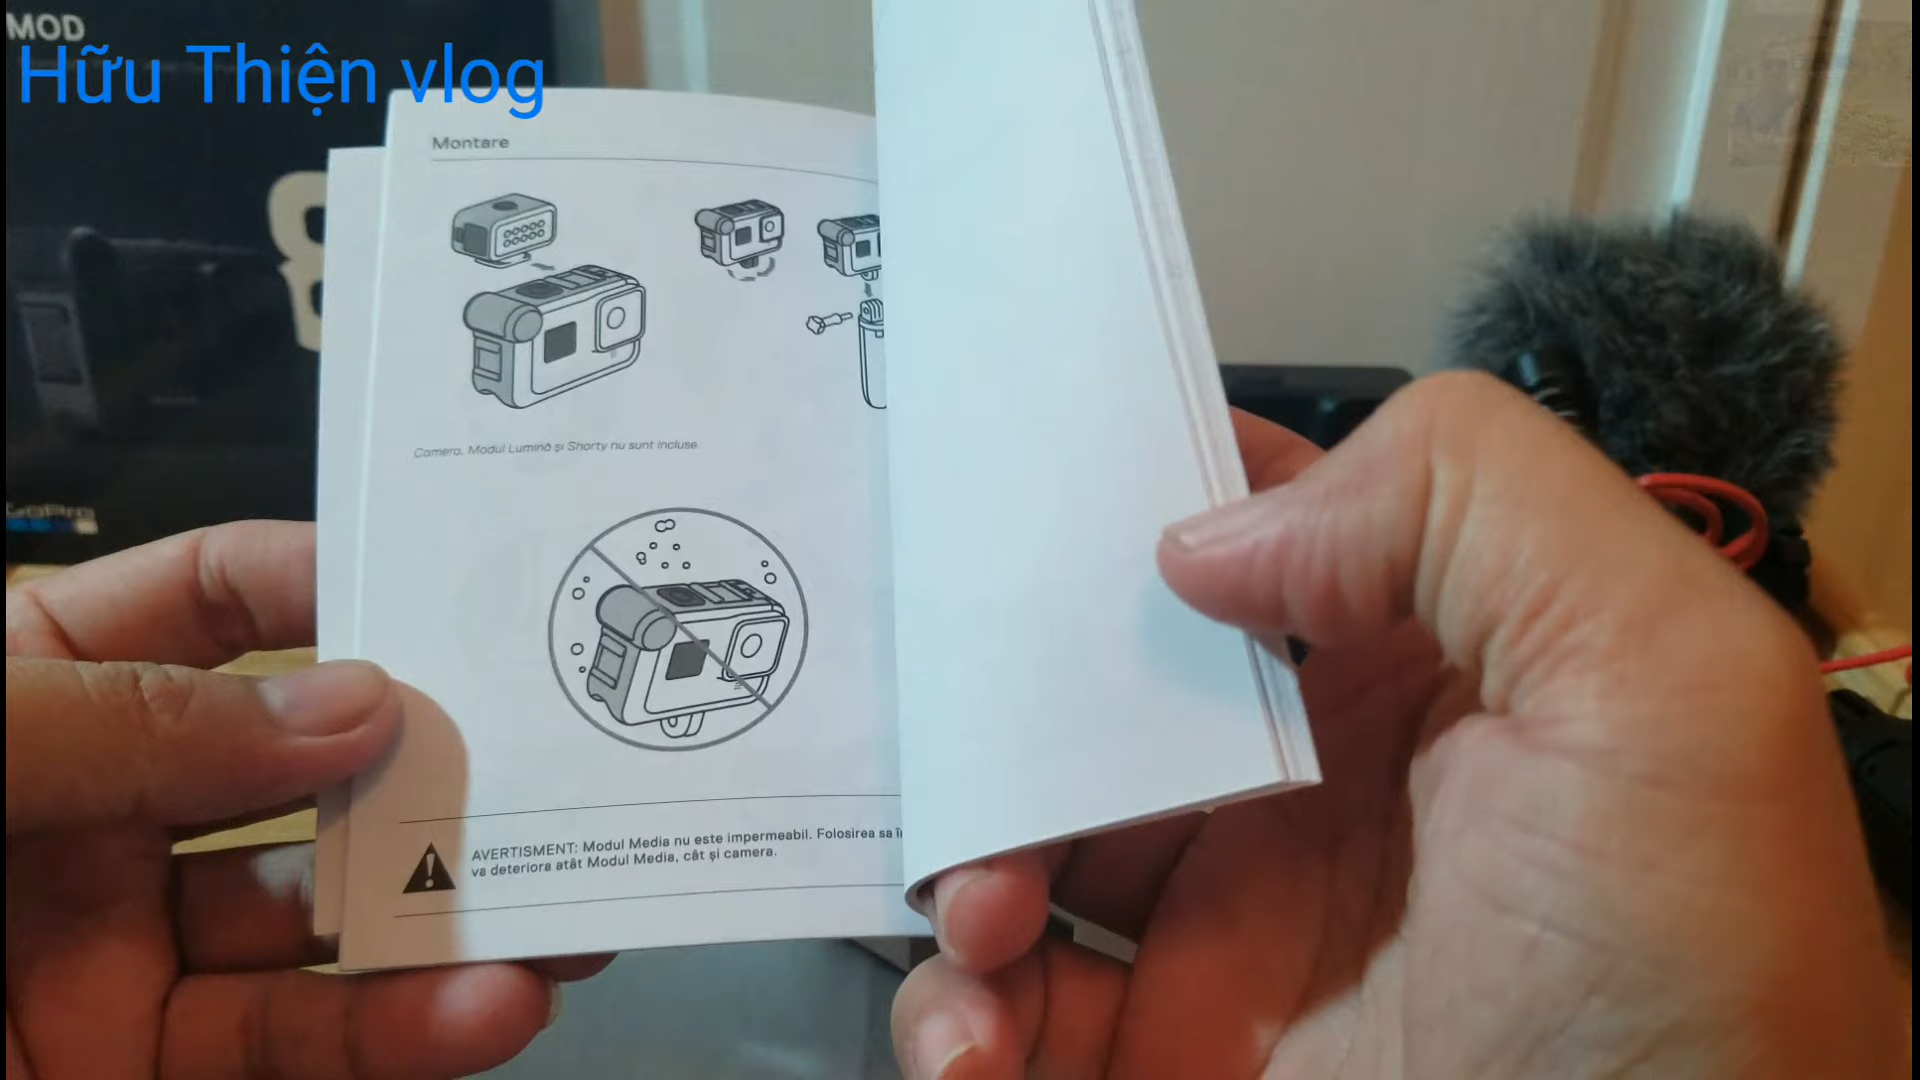 MOD
Hữu Thiện vlog
Montare
Camera, Modul Lumină și Shorty nu sunt incluse.
AVERTISMENT: Modul Media nu este impermeabil. Folosirea sa
va deteriora atât Modul Media, cât și camera.
GoPro